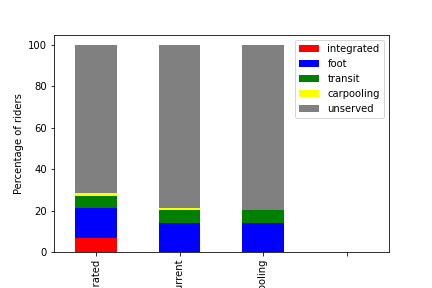 100
80
60
40
20
0
Percentage of riders
integrated
foot
transit
carpooling
unserved
rated
urrent
ooling